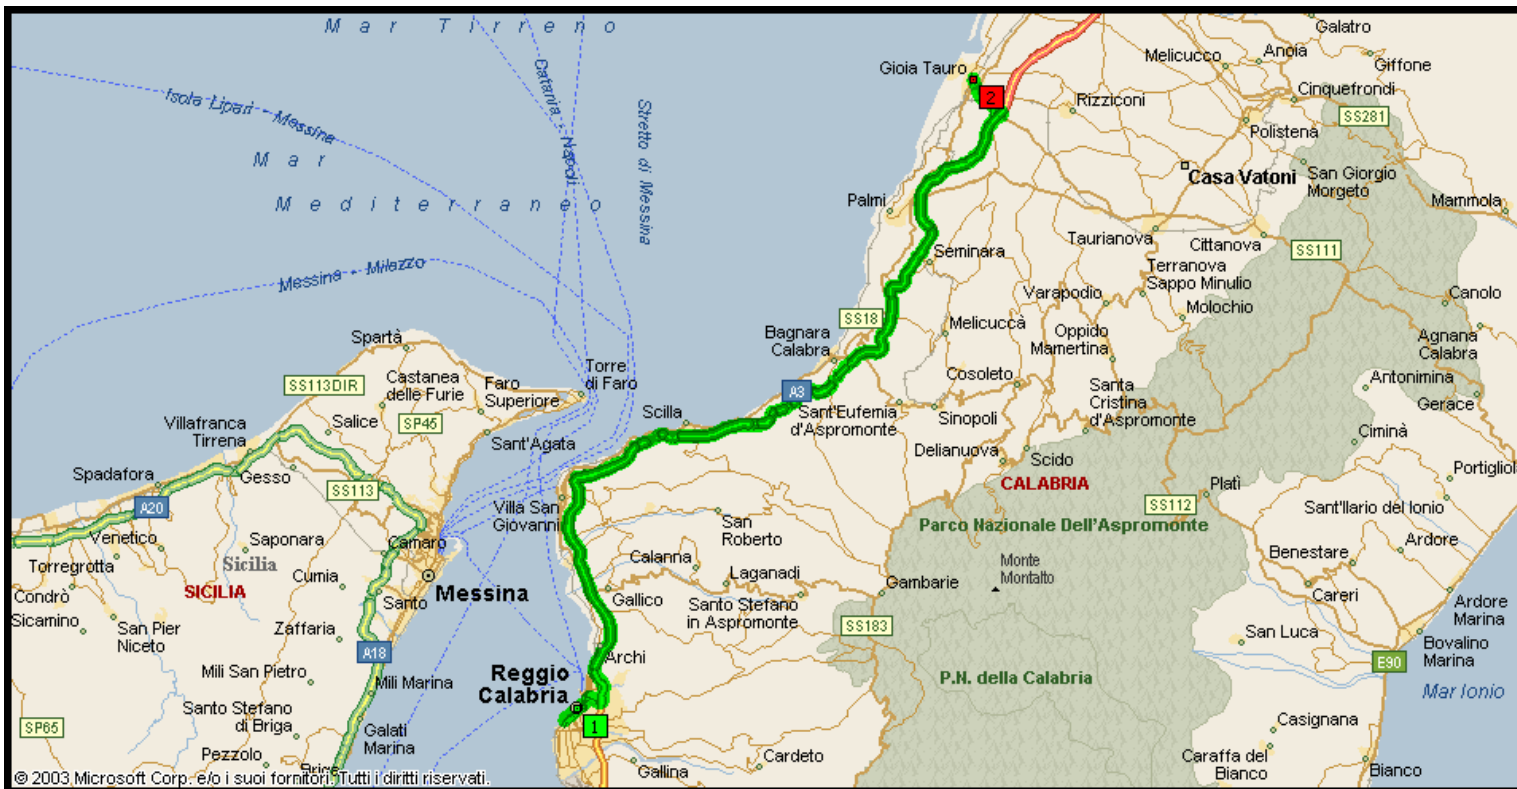 Mar Tirreno
Galatro
Gioia Tauro
Melicucco
Anoia
Giffone
2
Rizziconi
Cinquefrondi
SS281
Polistena
Isola Lipari - Messina
Catania - Napoli
Stretto di Messina
Mar
Mediterraneo
Casa Vatoni
San Giorgio
Morgeto
Palmi
Mammola
Taurianova
Cittanova
SS111
Seminara
Messina - Milazzo
Terranova
Sappo Minulio
Varapodio
Molochio
Canolo
SS18
Melicuccà
Oppido
Mamertina
Agnana
Calabra
Bagnara
Calabra
Spartà
Torre
di Faro
SS113DIR
Castanea
delle Furie
Faro
Superiore
A3
Cosoleto
Santa
Cristina
d'Aspromonte
Antonimina
Gerace
Villafranca
Tirrena
Salice
SP45
Scilla
Sant'Eufemia
d'Aspromonte
Sinopoli
Sant'Agata
Ciminà
Delianuova
Scido
Spadafora
Gesso
Portigliol
CALABRIA
SS113
Platì
A20
SS112
Villa San
Giovanni
Sant'Ilario del Ionio
San
Roberto
Parco Nazionale Dell'Aspromonte
Venetico
Saponara
Camaro
Ardore
Benestare
Torregrotta
Sicilia
Calanna
Laganadi
Monte
Montalto
Gambarie
SICILIA
Cumia
Messina
Condrò
Santo
Gallico
Santo Stefano
in Aspromonte
Careri
Ardore
Marina
Sicamino
San Pier
Niceto
Zaffaria
SS183
San Luca
Bovalino
Marina
A18
Archi
E90
Mili San Pietro
Mili Marina
Reggio
Calabria
P.N. della Calabria
Mar Ionio
Santo Stefano
di Briga
SP65
Galati
Marina
1
Casignana
Pezzolo
Brige
Gallina
Cardeto
Caraffa del
Bianco
Bianco
© 2003 Microsoft Corp. e/o i suoi fornitori. Tutti i diritti riservati.